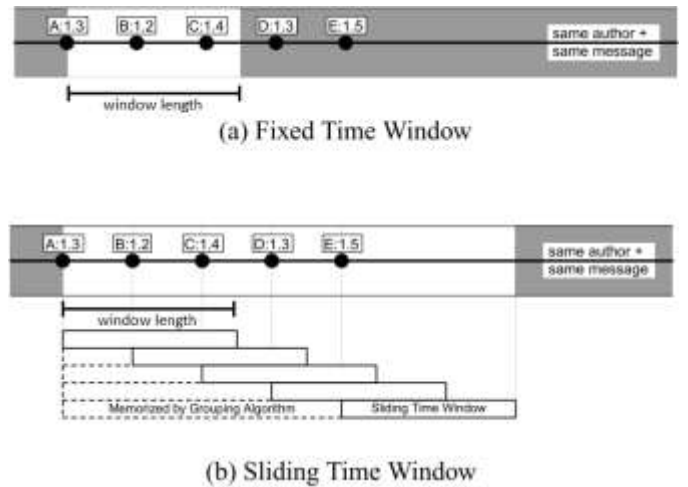 A:1.3 B:1.2 C:1.4 D:1.3 E:1.5
same author +
same message
window length
(a) Fixed Time Window
A:1.3 B:1.2 C:1.4 D:1.3 E:1.5
same author +
same message
window length
Memorized by Grouping Algorithm Sliding Time Window
(b) Sliding Time Window